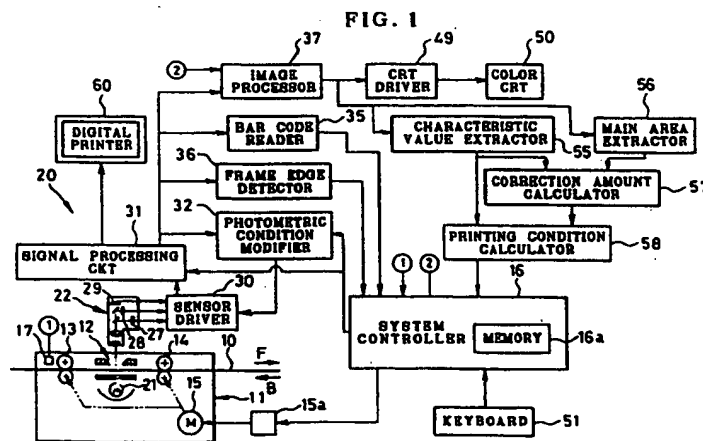 FIG. 1
37
49
50
2
IMAGE PROCESSOR
CRT DRIVER
COLOR CRT
60
35
56
DIGITAL PRINTER
BAR CODE READER
CHARACTERISTIC VALUE EXTRACTOR
55
MAIN AREA EXTRACTOR
36
20
FRAME EDGE DETECTOR
CORRECTION AMOUNT CALCULATOR
57
31
32
PHOTOMETRIC CONDITION MODIFIER
PRINTING CONDITION CALCULATOR
58
SIGNAL PROCESSING CKT
1
2
16
29
30
22
SENSOR DRIVER
27
28
SYSTEM CONTROLLER
MEMORY
16a
17
1
13
12
14
10
F
B
21
15
11
M
15a
KEYBOARD
51